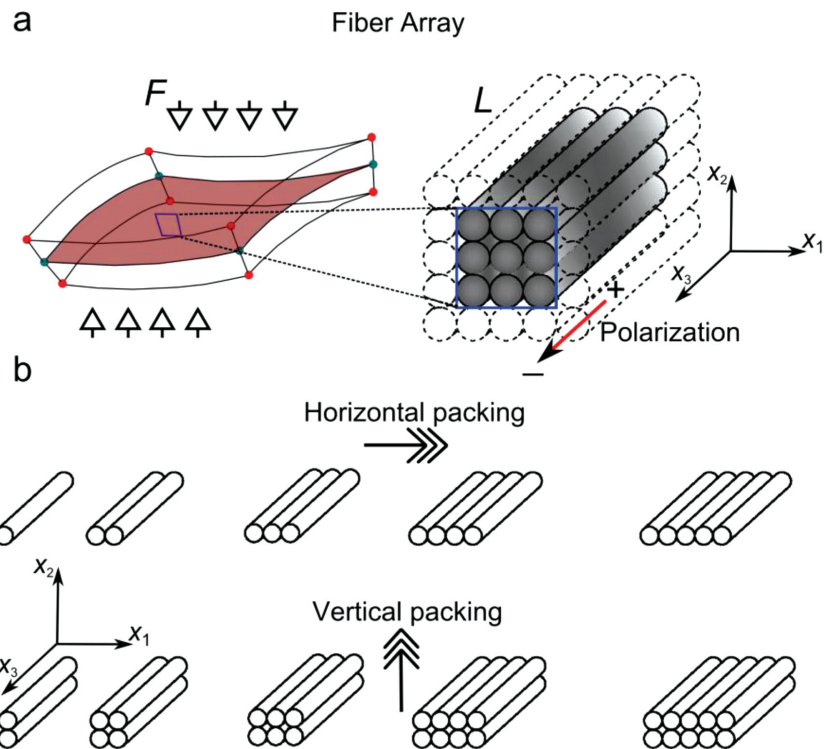 a
Fiber Array
F
L
x2
x1
x3
+
Polarization
−
b
Horizontal packing
x2
Vertical packing
x1
x3